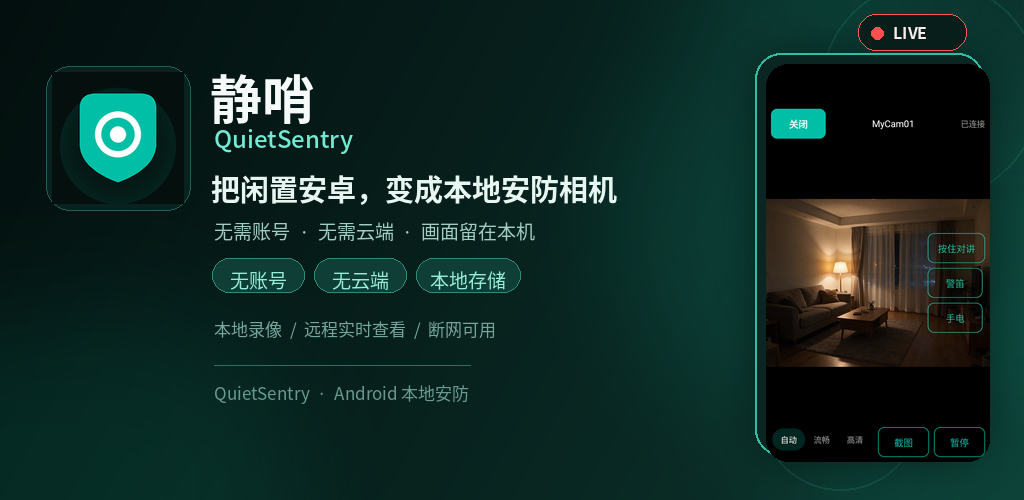 静哨
QuietSentry
把闲置安卓，变成本地安防相机
无需账号 · 无需云端 · 画面留在本机
无账号 无云端 本地存储
本地录像 / 远程实时查看 / 断网可用
QuietSentry · Android 本地安防
LIVE
关闭 MyCam01 已连接
按住对讲
警笛
手电
自动 流畅 高清 截图 暂停